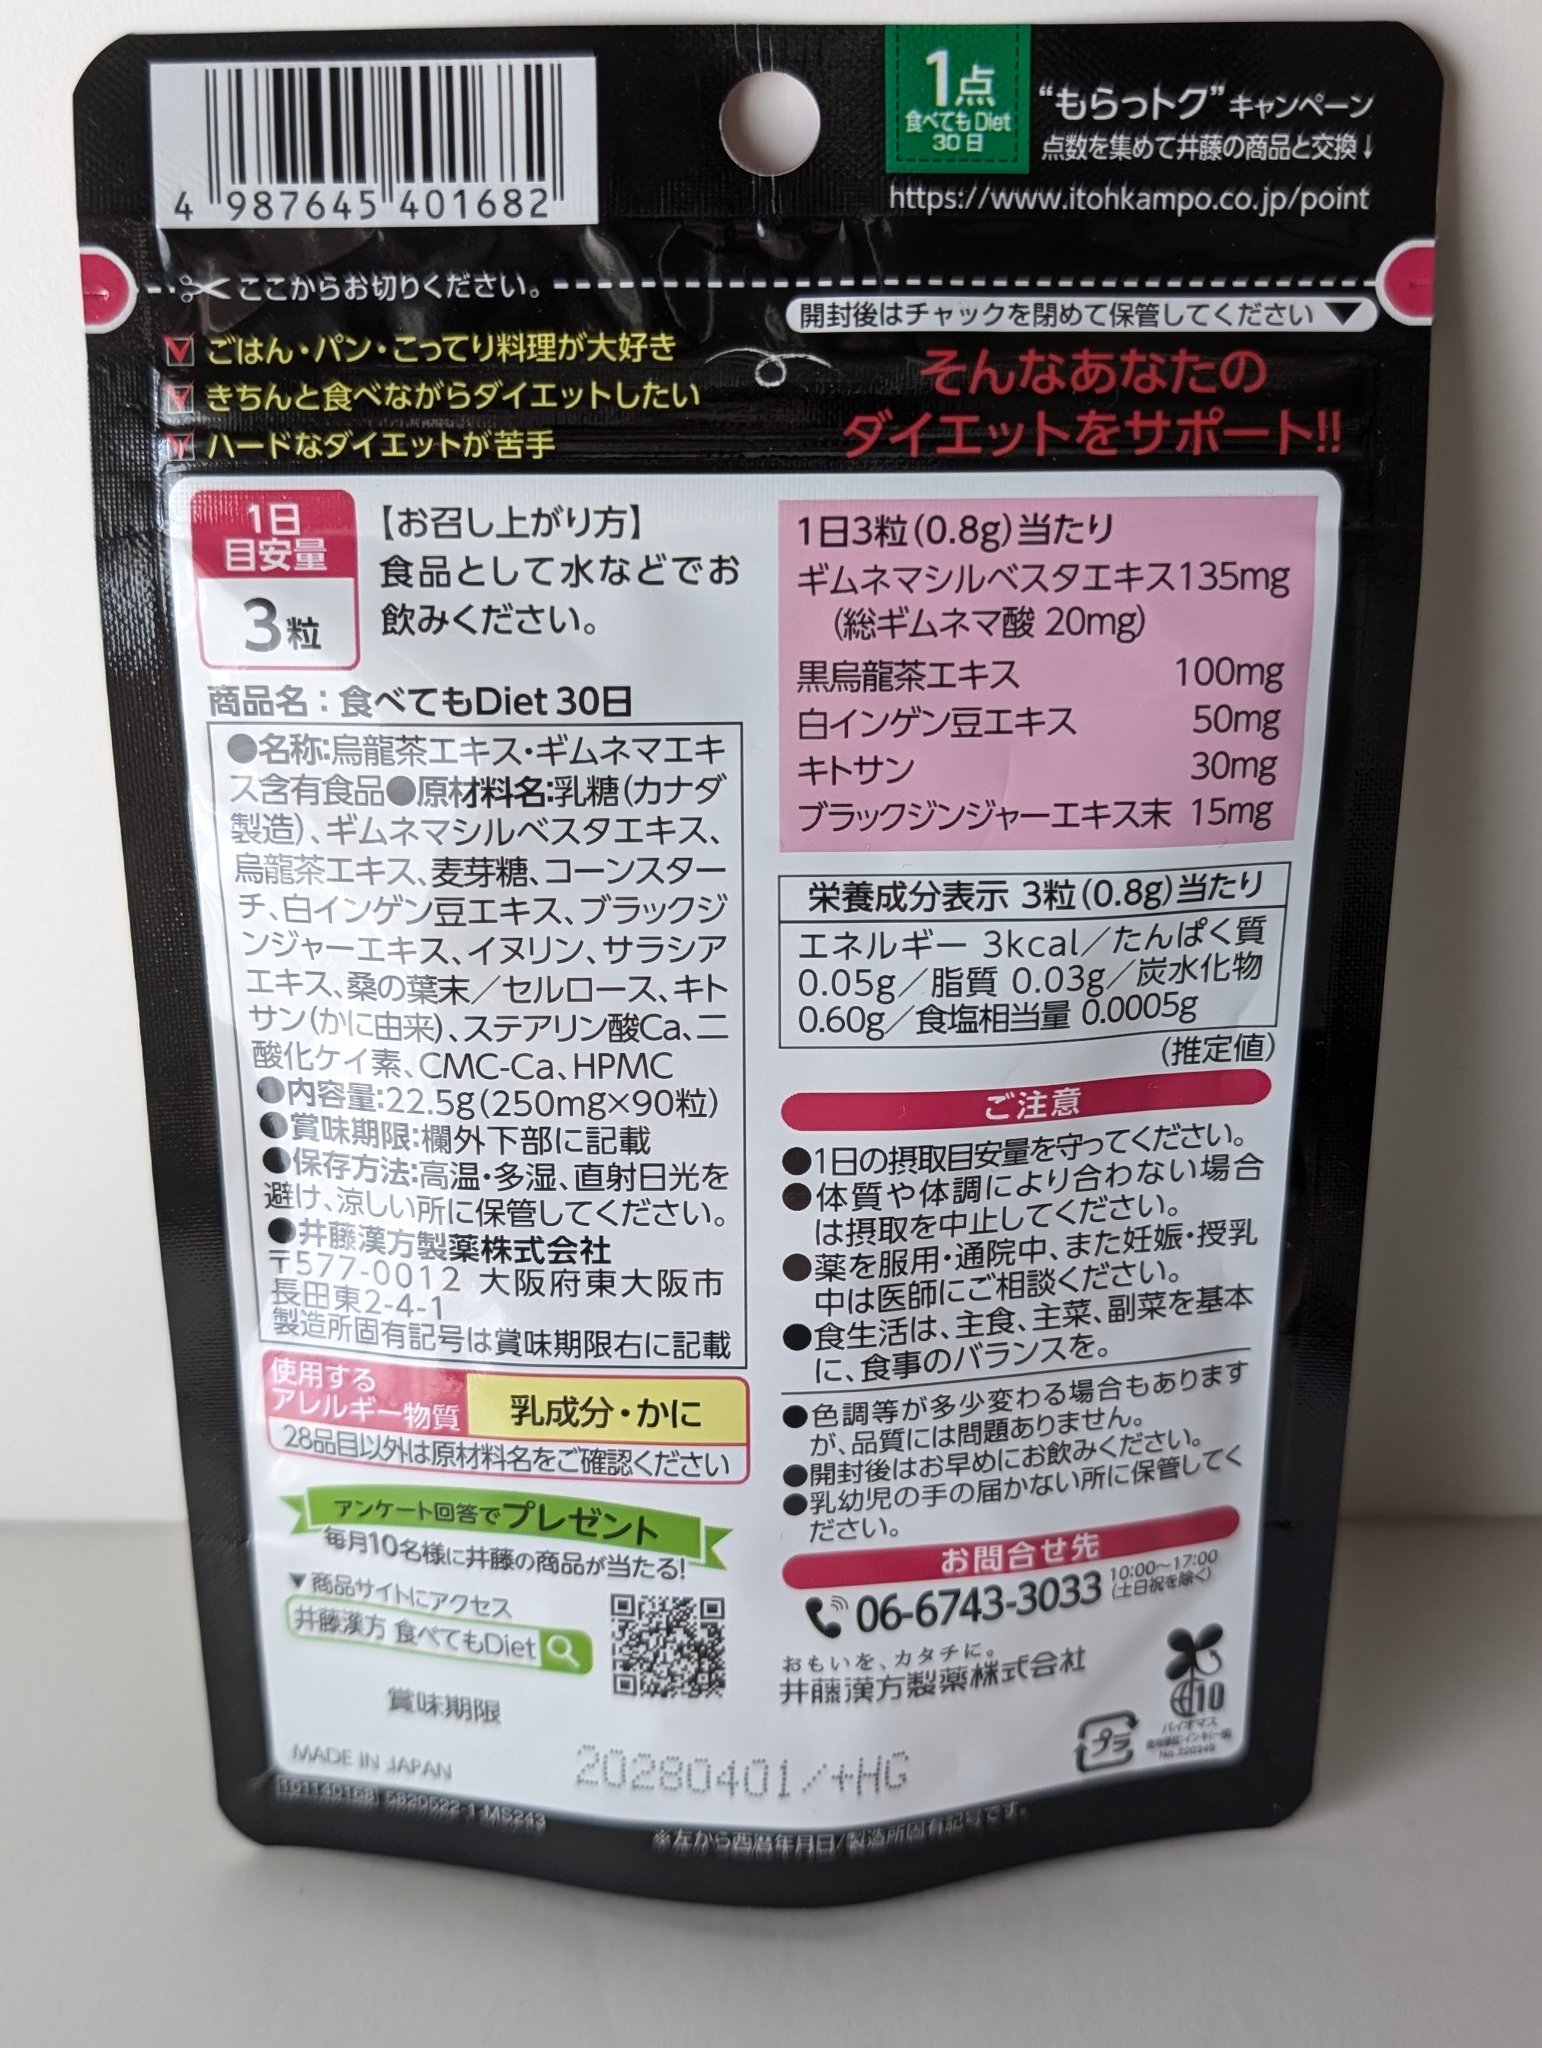 4 987645 401682
1点
食べてもDiet
30日
“もらっトク”キャンペーン
点数を集めて井藤の商品と交換↓
https://www.itohkampo.co.jp/point
ここからお切りください。
開封後はチャックを閉めて保管してください▼
ごはん・パン・こってり料理が大好き
きちんと食べながらダイエットしたい
ハードなダイエットが苦手
そんなあなたの
ダイエットをサポート!!
1日
目安量
3粒
【お召し上がり方】
食品として水などでお
飲みください。
商品名：食べてもDiet 30日
●名称:烏龍茶エキス・ギムネマエキ
ス含有食品●原材料名:乳糖(カナダ
製造)、ギムネマシルベスタエキス、
烏龍茶エキス、麦芽糖、コーンスター
チ、白インゲン豆エキス、ブラックジ
ンジャーエキス、イヌリン、サラシア
エキス、桑の葉末／セルロース、キト
サン(かに由来)、ステアリン酸Ca、二
酸化ケイ素、CMC-Ca、HPMC
●内容量:22.5g(250mg×90粒)
●賞味期限:欄外下部に記載
●保存方法:高温・多湿、直射日光を
避け、涼しい所に保管してください。
●井藤漢方製薬株式会社
〒577-0012 大阪府東大阪市
長田東2-4-1
製造所固有記号は賞味期限右に記載
使用する
アレルギー物質
乳成分・かに
28品目以外は原材料名をご確認ください
アンケート回答でプレゼント
毎月10名様に井藤の商品が当たる!
▼商品サイトにアクセス
井藤漢方 食べてもDiet
賞味期限
MADE IN JAPAN
20280401/+HG
1日3粒(0.8g)当たり
ギムネマシルベスタエキス135mg
(総ギムネマ酸 20mg)
黒烏龍茶エキス 100mg
白インゲン豆エキス 50mg
キトサン 30mg
ブラックジンジャーエキス末 15mg
栄養成分表示 3粒(0.8g)当たり
エネルギー 3kcal／たんぱく質
0.05g／脂質 0.03g／炭水化物
0.60g／食塩相当量 0.0005g
(推定値)
ご注意
●1日の摂取目安量を守ってください。
●体質や体調により合わない場合
は摂取を中止してください。
●薬を服用・通院中、また妊娠・授乳
中は医師にご相談ください。
●食生活は、主食、主菜、副菜を基本
に、食事のバランスを。
●色調等が多少変わる場合もあります
が、品質には問題ありません。
●開封後はお早めにお飲みください。
●乳幼児の手の届かない所に保管してく
ださい。
お問合せ先
06-6743-3033
10:00〜17:00
(土日祝を除く)
おもいを、カタチに。
井藤漢方製薬株式会社
プラ
10
バイオマス
5820522-1-MS243
※左から西暦年月日/製造所固有記号です。